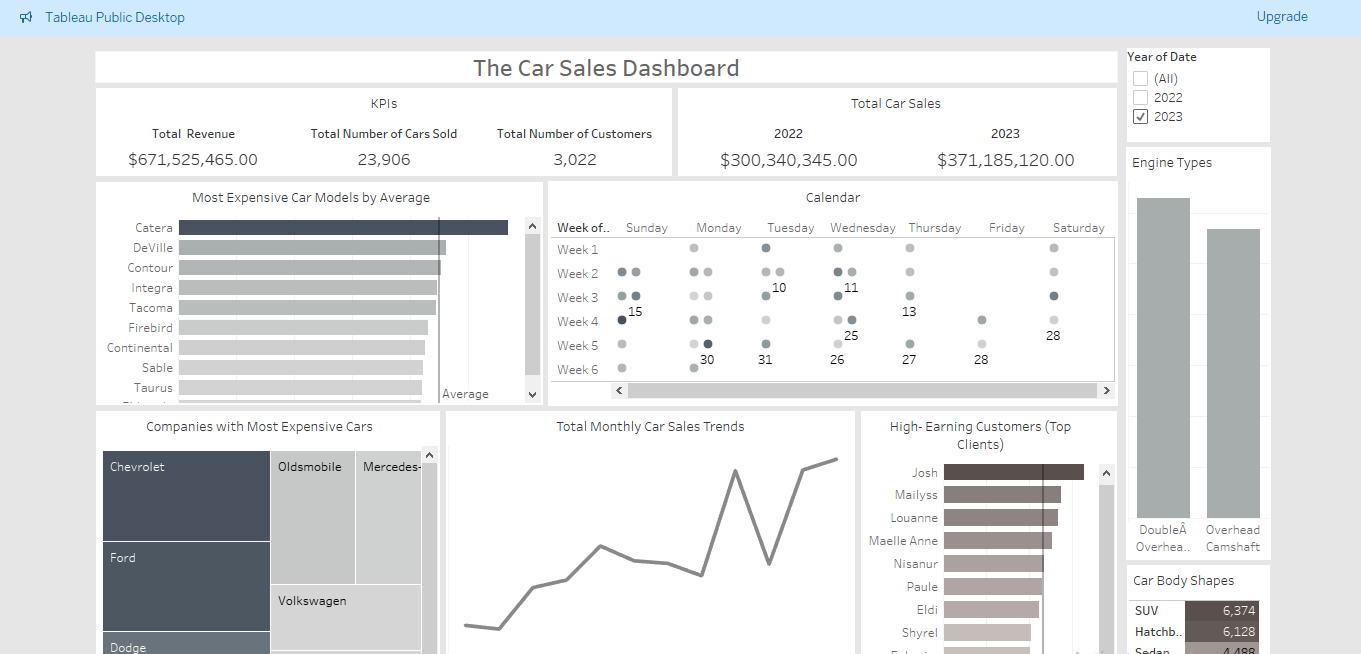 Tableau Public Desktop
Upgrade
The Car Sales Dashboard
KPIs
Total Revenue
Total Number of Cars Sold
Total Number of Customers
$671,525,465.00
23,906
3,022
Total Car Sales
2022
2023
$300,340,345.00
$371,185,120.00
Year of Date
(All)
2022
2023
Most Expensive Car Models by Average
Catera
DeVille
Contour
Integra
Tacoma
Firebird
Continental
Sable
Taurus
Average
Calendar
Week of..
Sunday
Monday
Tuesday
Wednesday
Thursday
Friday
Saturday
Week 1
Week 2
10
11
Week 3
15
13
Week 4
25
28
Week 5
30
31
26
27
28
Week 6
Engine Types
DoubleÂ
Overhea..
Overhead
Camshaft
Companies with Most Expensive Cars
Chevrolet
Oldsmobile
Mercedes-
Ford
Volkswagen
Dodge
Total Monthly Car Sales Trends
High- Earning Customers (Top
Clients)
Josh
Mailyss
Louanne
Maelle Anne
Nisanur
Paule
Eldi
Shyrel
Car Body Shapes
SUV
6,374
Hatchb..
6,128
Sedan
4,488